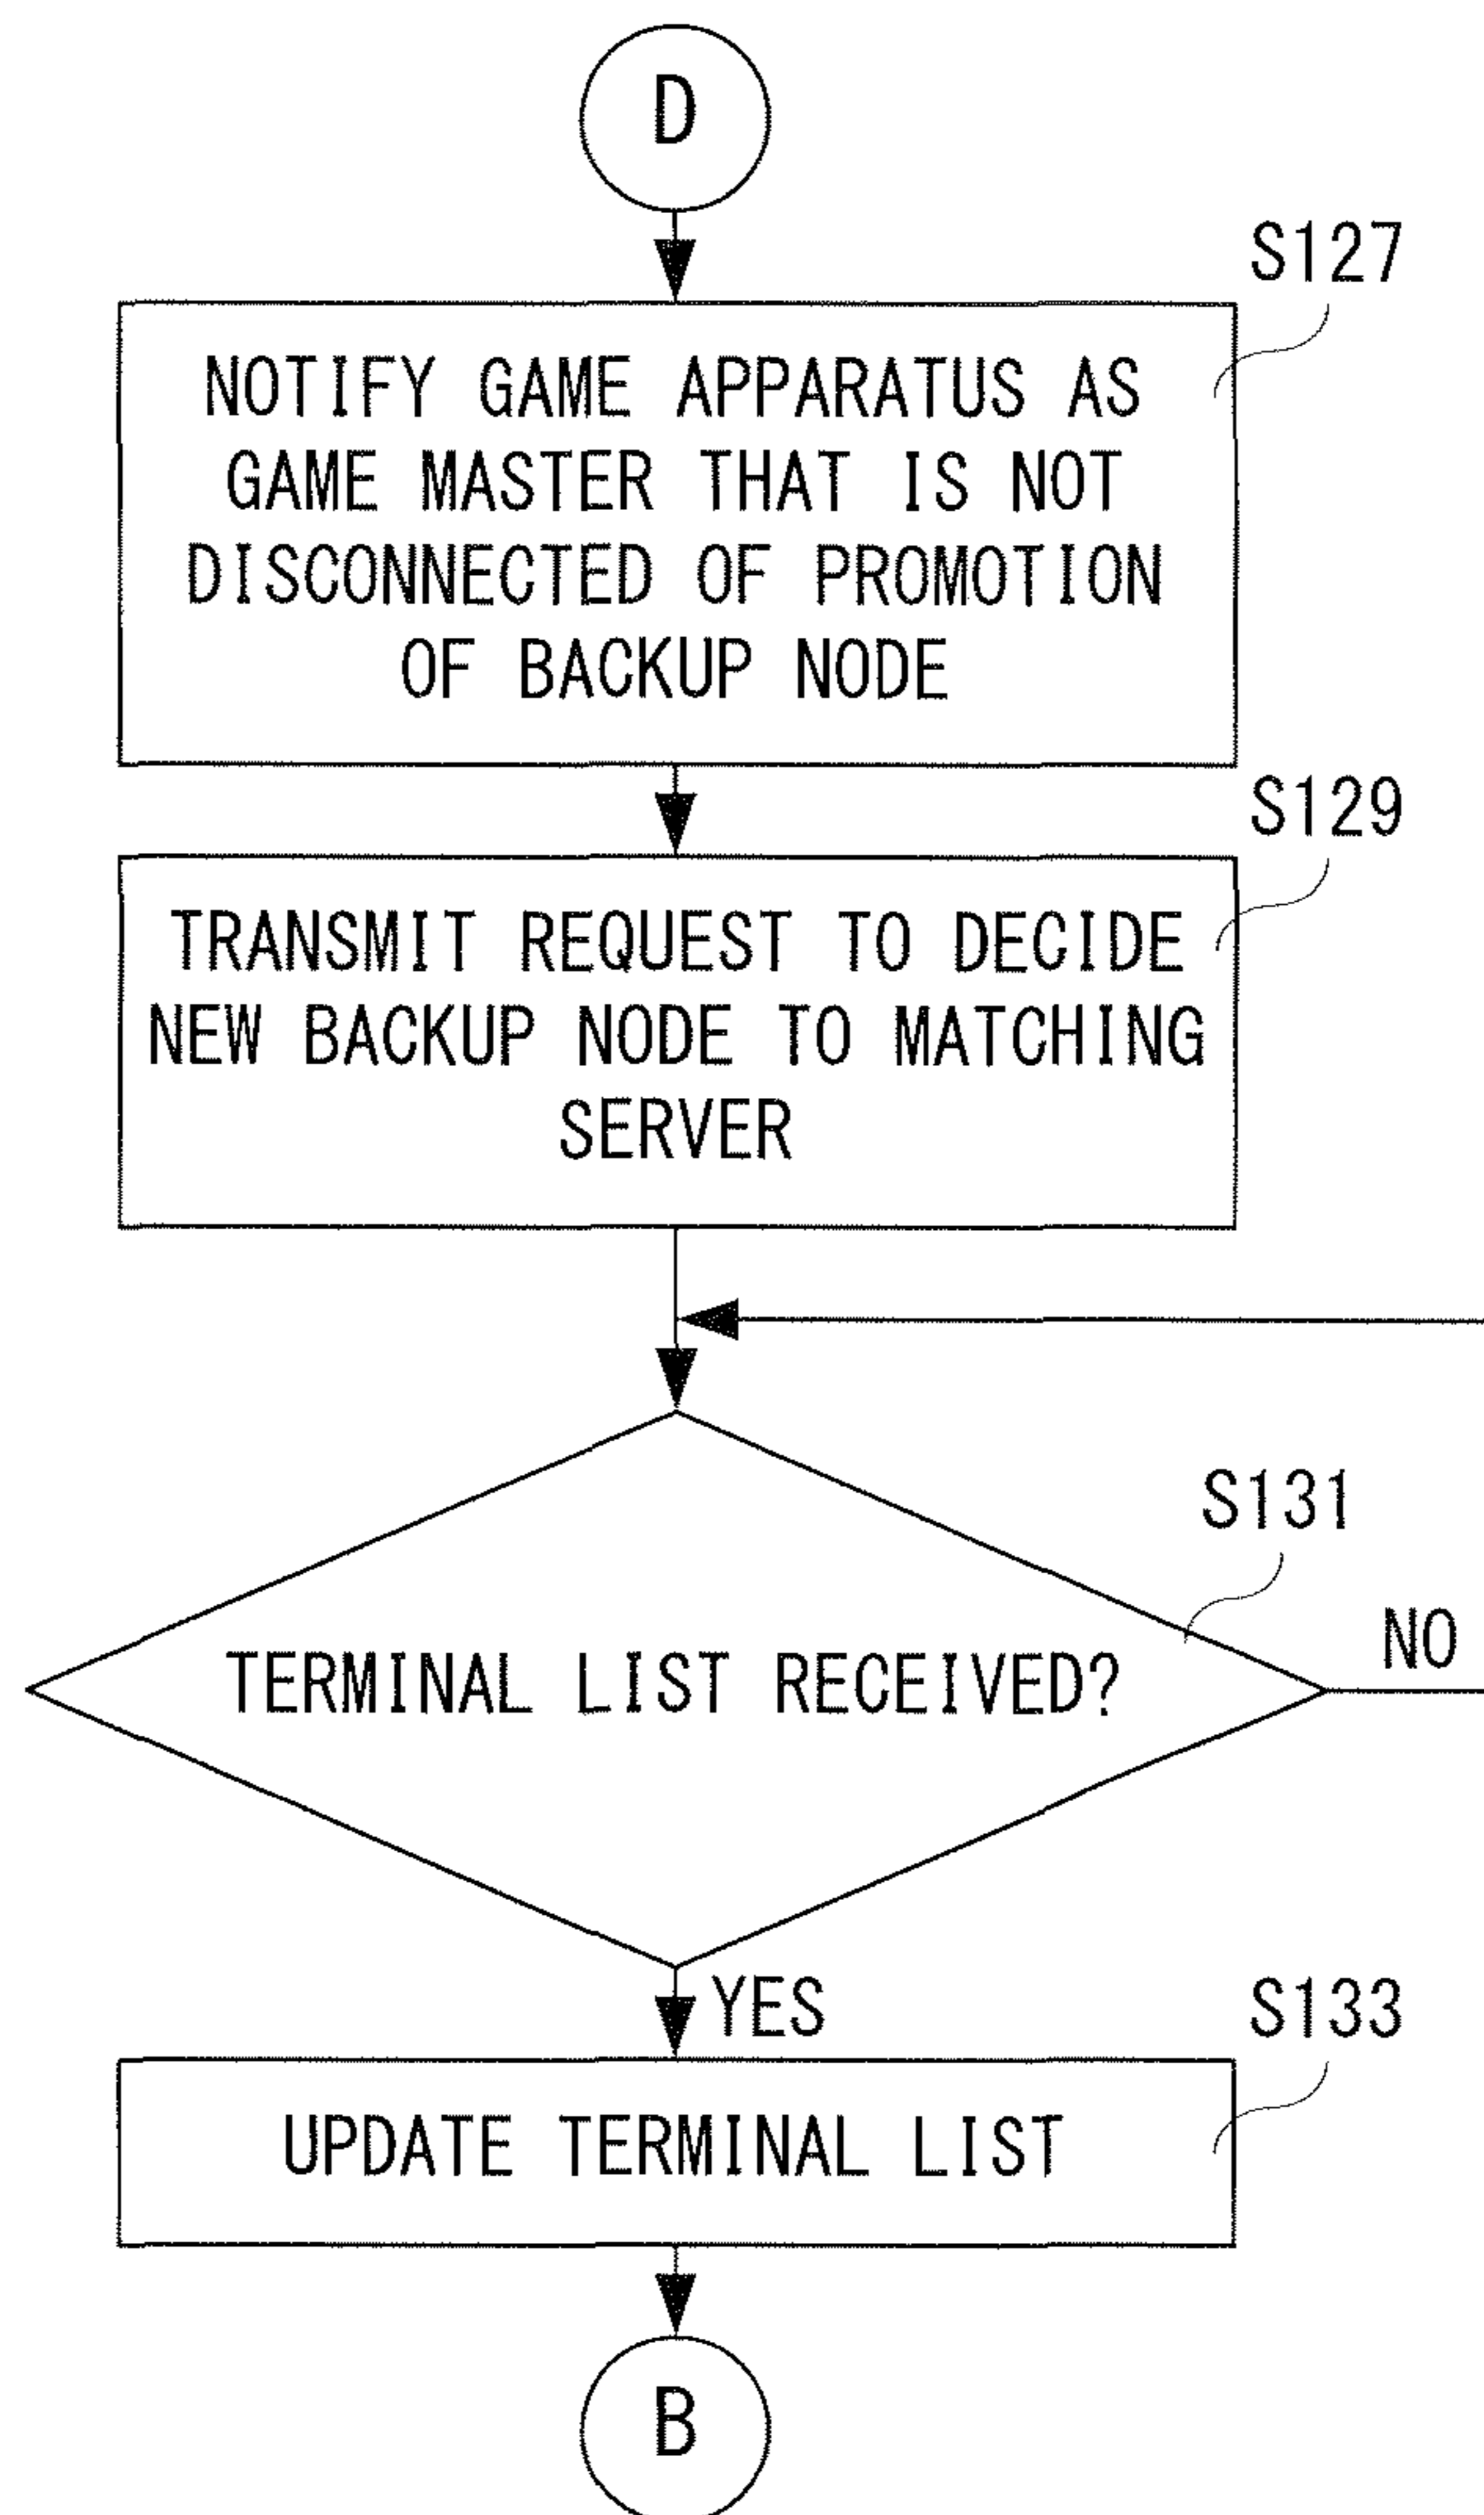 D
S127
NOTIFY GAME APPARATUS AS
GAME MASTER THAT IS NOT
DISCONNECTED OF PROMOTION
OF BACKUP NODE
S129
TRANSMIT REQUEST TO DECIDE
NEW BACKUP NODE TO MATCHING
SERVER
S131
TERMINAL LIST RECEIVED?
NO
YES
S133
UPDATE TERMINAL LIST
B